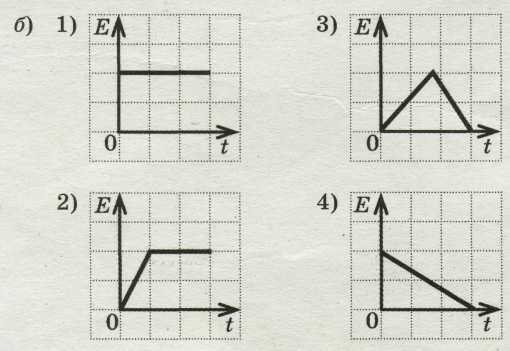 б) 1) E 3) E
0 t 0 t
2) E 4) E
0 t 0 t